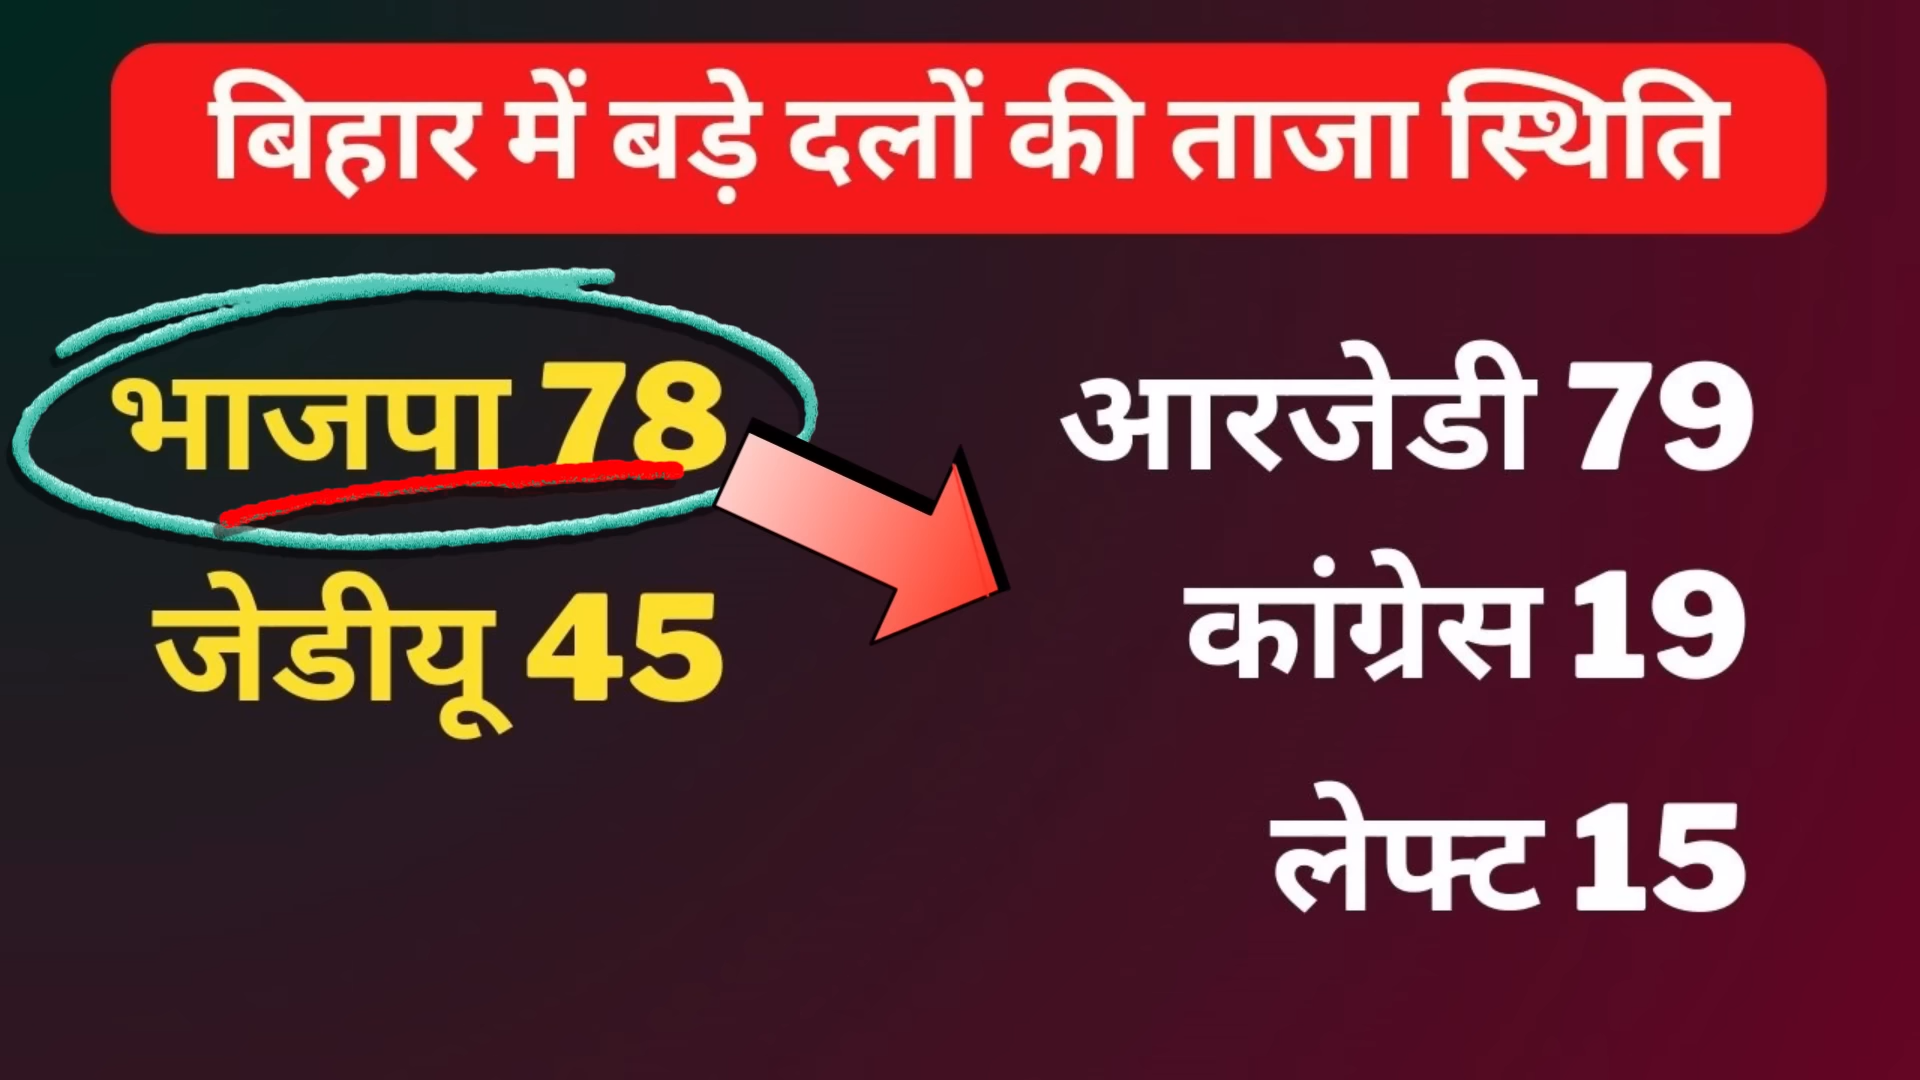 बिहार में बड़े दलों की ताजा स्थिति
भाजपा 78
जेडीयू 45
आरजेडी 79
कांग्रेस 19
लेफ्ट 15